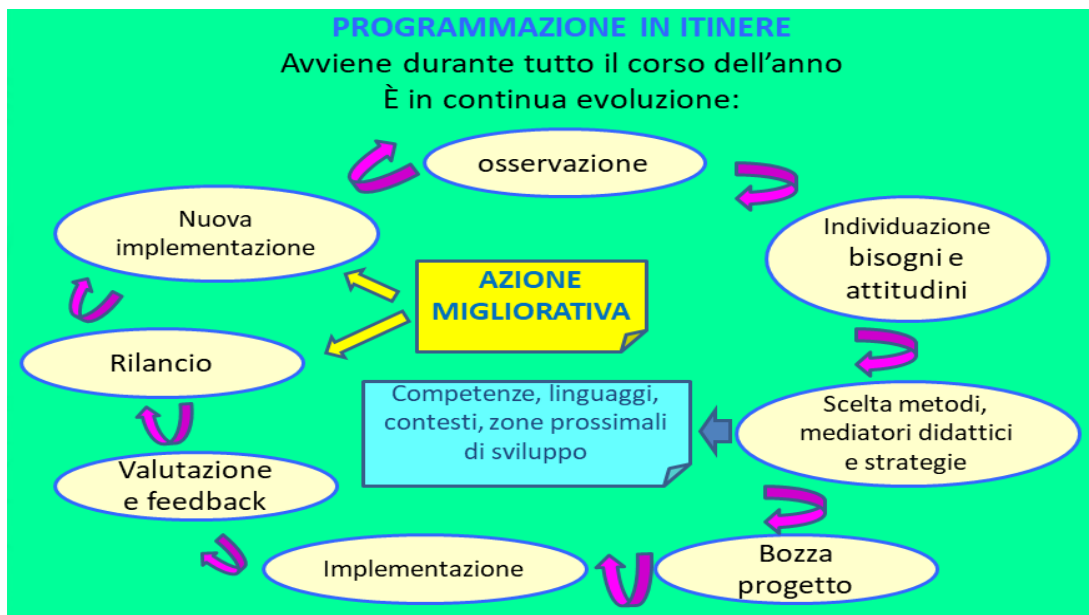 PROGRAMMAZIONE IN ITINERE
Avviene durante tutto il corso dell’anno
È in continua evoluzione:
osservazione
Individuazione
bisogni e
attitudini
Scelta metodi,
mediatori didattici
e strategie
Competenze, linguaggi,
contesti, zone prossimali
di sviluppo
Bozza
progetto
Implementazione
Valutazione
e feedback
Rilancio
Nuova
implementazione
AZIONE
MIGLIORATIVA